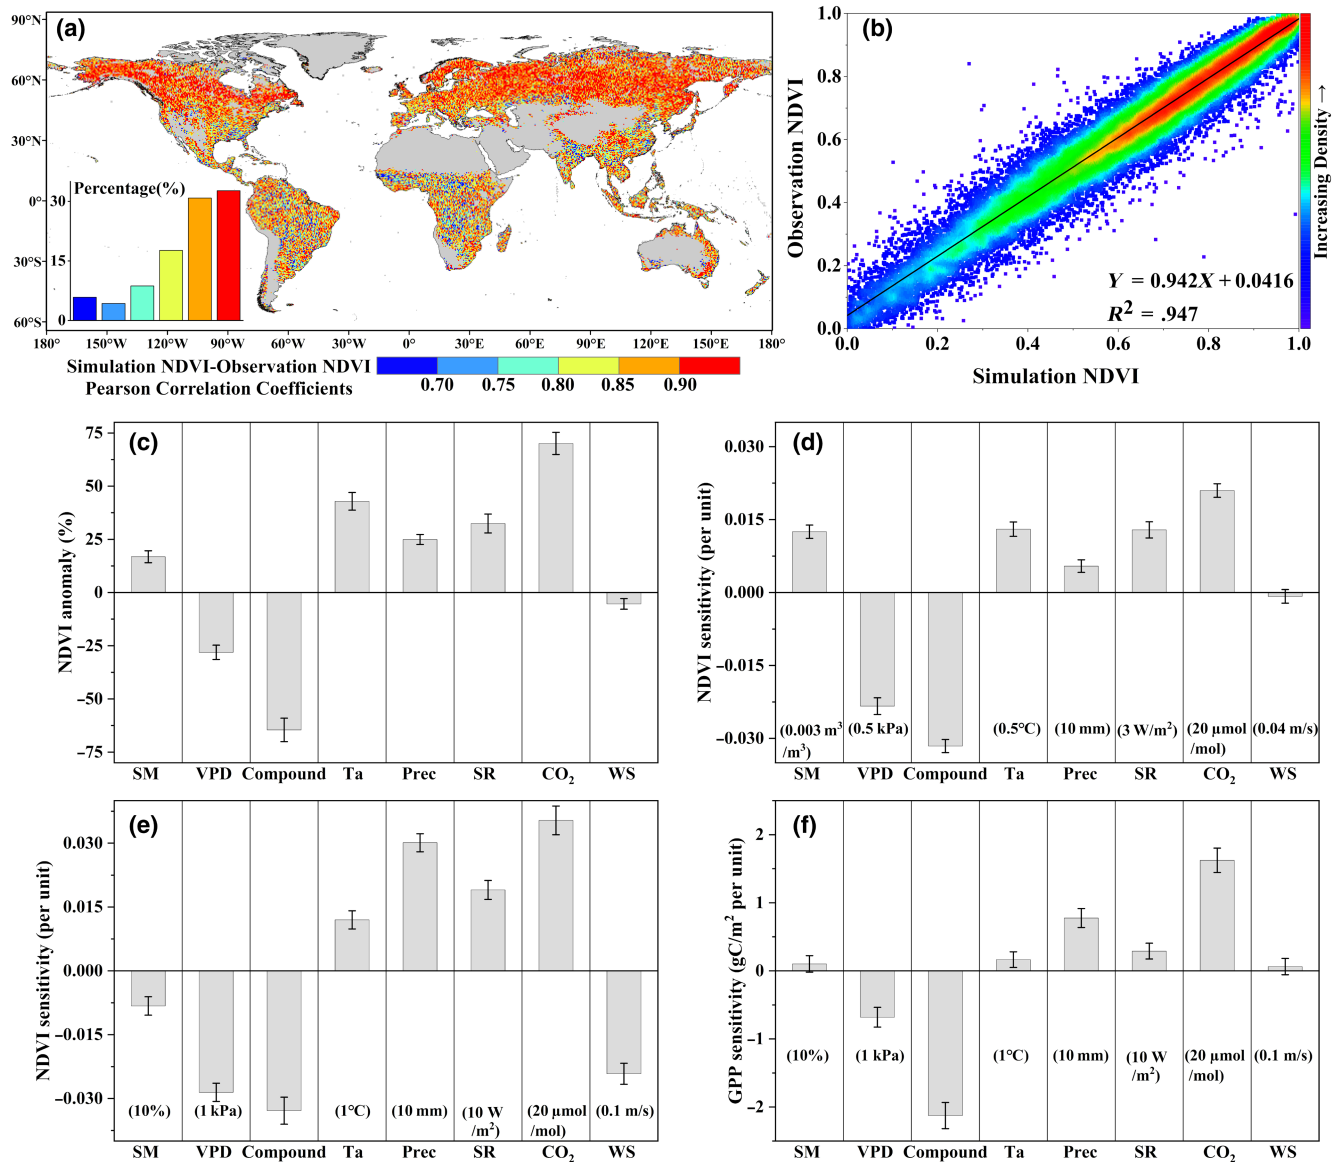 (a)
90°N
60°N
30°N
0°
30°S
60°S
Percentage(%)
30
15
0
180 150°W 120°W 90°W 60°W 30°W 0° 30°E 60°E 90°E 120°E 150°E 180
Simulation NDVI-Observation NDVI
Pearson Correlation Coefficients
0.70 0.75 0.80 0.85 0.90
(b)
Observation NDVI
1.0
0.8
0.6
0.4
0.2
0.0
Y = 0.942X + 0.0416
R² = .947
0.0 0.2 0.4 0.6 0.8 1.0
Simulation NDVI
Increasing Density →
(c)
NDVI anomaly (%)
75
50
25
0
−25
−50
−75
SM VPD Compound Ta Prec SR CO₂ WS
(d)
NDVI sensitivity (per unit)
0.030
0.015
0.000
−0.015
−0.030
(0.003 m³ (0.5 kPa) (0.5°C) (10 mm) (3 W/m²) (20 µmol (0.04 m/s)
/m³) /mol)
SM VPD Compound Ta Prec SR CO₂ WS
(e)
NDVI sensitivity (per unit)
0.030
0.015
0.000
−0.015
−0.030
(10%) (1 kPa) (1°C) (10 mm) (10 W (20 µmol (0.1 m/s)
/m²) /mol)
SM VPD Compound Ta Prec SR CO₂ WS
(f)
GPP sensitivity (gC/m² per unit)
2
1
0
−1
−2
(10%) (1 kPa) (1°C) (10 mm) (10 W (20 µmol (0.1 m/s)
/m²) /mol)
SM VPD Compound Ta Prec SR CO₂ WS